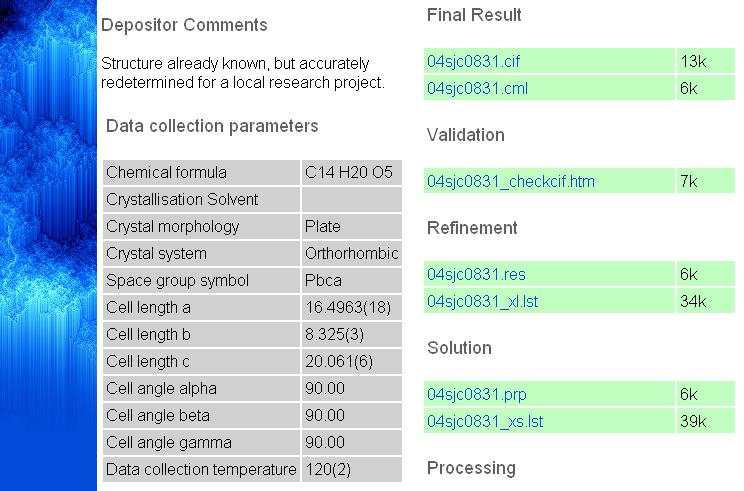 Depositor Comments
Structure already known, but accurately
redetermined for a local research project.
Data collection parameters
Chemical formula C14 H20 O5
Crystallisation Solvent
Crystal morphology Plate
Crystal system Orthorhombic
Space group symbol Pbca
Cell length a 16.4963(18)
Cell length b 8.325(3)
Cell length c 20.061(6)
Cell angle alpha 90.00
Cell angle beta 90.00
Cell angle gamma 90.00
Data collection temperature 120(2)
Final Result
04sjc0831.cif 13k
04sjc0831.cml 6k
Validation
04sjc0831_checkcif.htm 7k
Refinement
04sjc0831.res 6k
04sjc0831_xl.lst 34k
Solution
04sjc0831.prp 6k
04sjc0831_xs.lst 39k
Processing